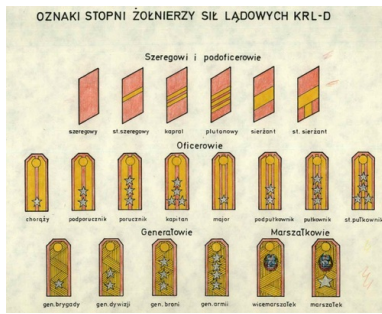 OZNAKI STOPNI ŻOŁNIERZY SIŁ LĄDOWYCH KRL-D
Szeregowi i podoficerowie
szeregowy st.szeregowy kapral plutonowy sierżant st. sierżant
Oficerowie
chorąży podporucznik porucznik kapitan major podpułkownik pułkownik st.pułkownik
Generałowie Marszałkowie
gen.brygady gen.dywizji gen. broni gen.armii wicemarszałek marszałek